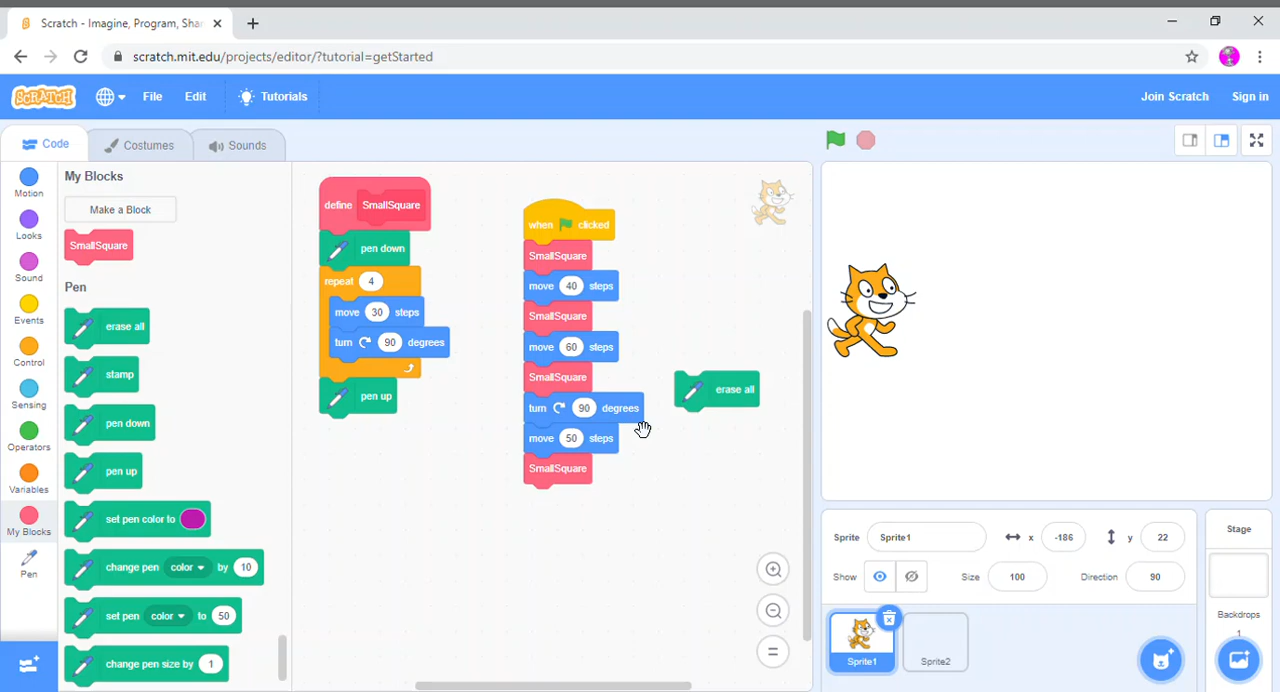 Scratch - Imagine, Program, Sha
scratch.mit.edu/projects/editor/?tutorial=getStarted
SCRATCH
File
Edit
Tutorials
Join Scratch
Sign in
Code
Costumes
Sounds
Motion
Looks
Sound
Events
Control
Sensing
Operators
Variables
My Blocks
Pen
My Blocks
Make a Block
SmallSquare
Pen
erase all
stamp
pen down
pen up
set pen color to
change pen color by 10
set pen color to 50
change pen size by 1
define SmallSquare
pen down
repeat 4
move 30 steps
turn 90 degrees
pen up
when clicked
SmallSquare
move 40 steps
SmallSquare
move 60 steps
SmallSquare
turn 90 degrees
move 50 steps
SmallSquare
erase all
Sprite Sprite1 x -186 y 22
Show Size 100 Direction 90
Sprite1
Sprite2
Stage
Backdrops
1